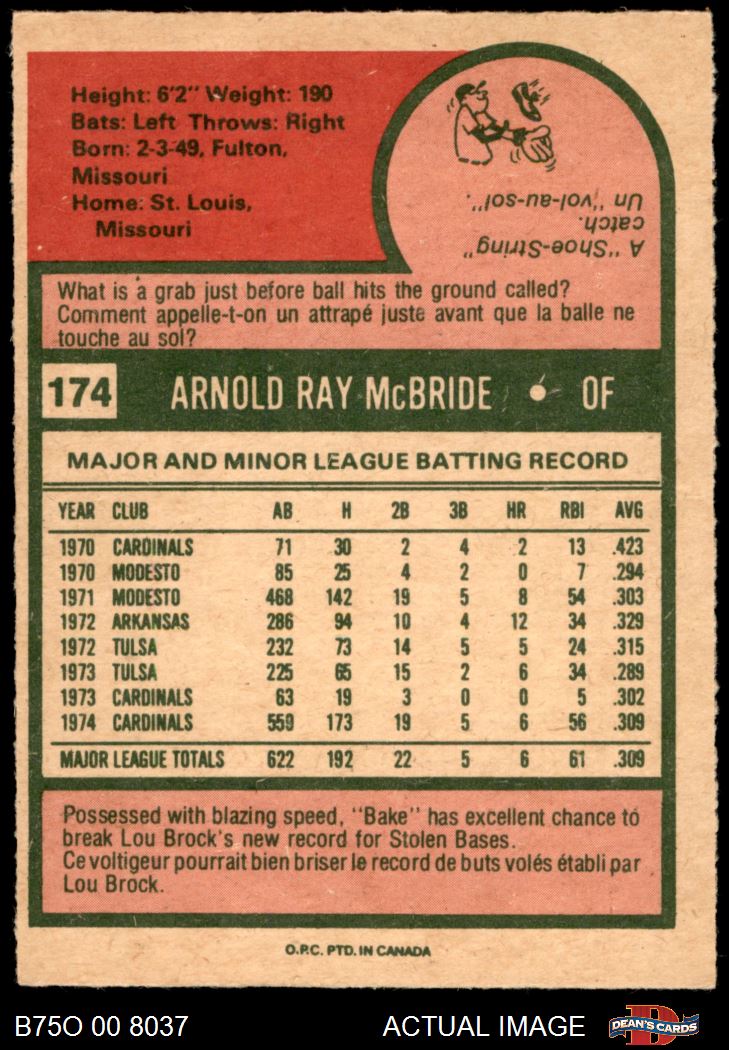 Height: 6'2" Weight: 190
Bats: Left Throws: Right
Born: 2-3-49, Fulton,
Missouri
Home: St. Louis,
Missouri
A "Shoe-String"
catch.
Un "vol-au-sol".
What is a grab just before ball hits the ground called?
Comment appelle-t-on un attrapé juste avant que la balle ne
touche au sol?
174 ARNOLD RAY McBRIDE • OF
MAJOR AND MINOR LEAGUE BATTING RECORD
YEAR CLUB AB H 2B 3B HR RBI AVG
1970 CARDINALS 71 30 2 4 2 13 .423
1970 MODESTO 85 25 4 2 0 7 .294
1971 MODESTO 468 142 19 5 8 54 .303
1972 ARKANSAS 286 94 10 4 12 34 .329
1972 TULSA 232 73 14 5 5 24 .315
1973 TULSA 225 65 15 2 6 34 .289
1973 CARDINALS 63 19 3 0 0 5 .302
1974 CARDINALS 559 173 19 5 6 56 .309
MAJOR LEAGUE TOTALS 622 192 22 5 6 61 .309
Possessed with blazing speed, "Bake" has excellent chance to
break Lou Brock's new record for Stolen Bases.
Ce voltigeur pourrait bien briser le record de buts volés établi par
Lou Brock.
O.P.C. PTD. IN CANADA
B75O 00 8037 ACTUAL IMAGE DEAN'S CARDS